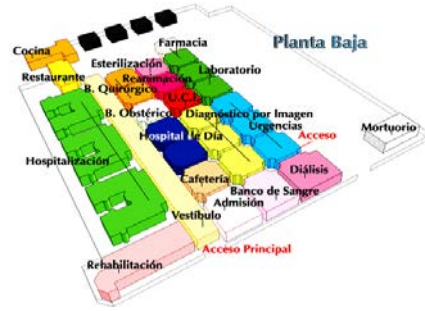 Planta Baja
Cocina
Farmacia
Esterilización
Restaurante
Reanimación
Laboratorio
B. Quirúrgico
U.C.I.
B. Obstétrico
Diagnóstico por Imagen
Hospital de Día
Urgencias
Acceso
Mortuorio
Hospitalización
Diálisis
Cafetería
Banco de Sangre
Admisión
Vestíbulo
Acceso Principal
Rehabilitación